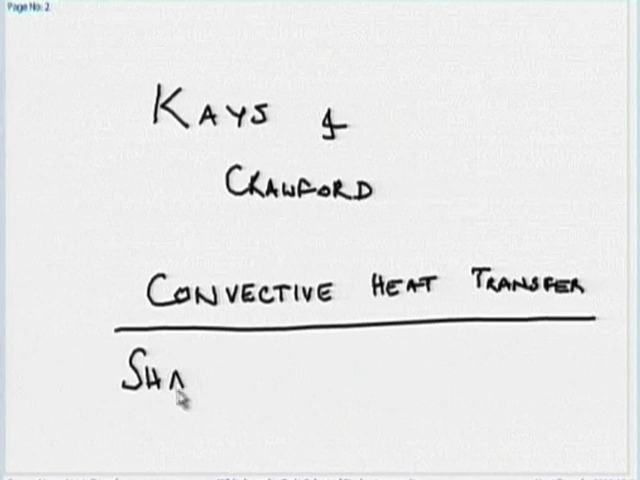 Page No: 2
KAYS &
CRAWFORD
CONVECTIVE HEAT TRANSFER
SHA